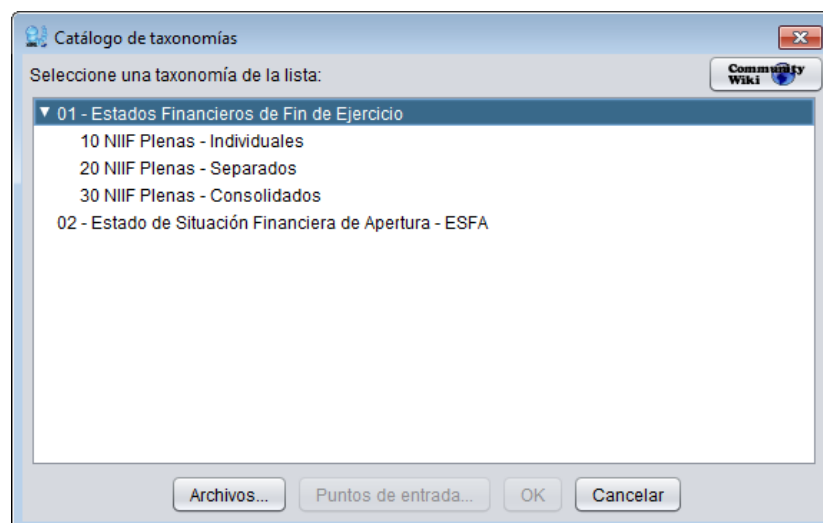 Catálogo de taxonomías
Seleccione una taxonomía de la lista:
Community
Wiki
01 - Estados Financieros de Fin de Ejercicio
10 NIIF Plenas - Individuales
20 NIIF Plenas - Separados
30 NIIF Plenas - Consolidados
02 - Estado de Situación Financiera de Apertura - ESFA
Archivos... Puntos de entrada... OK Cancelar